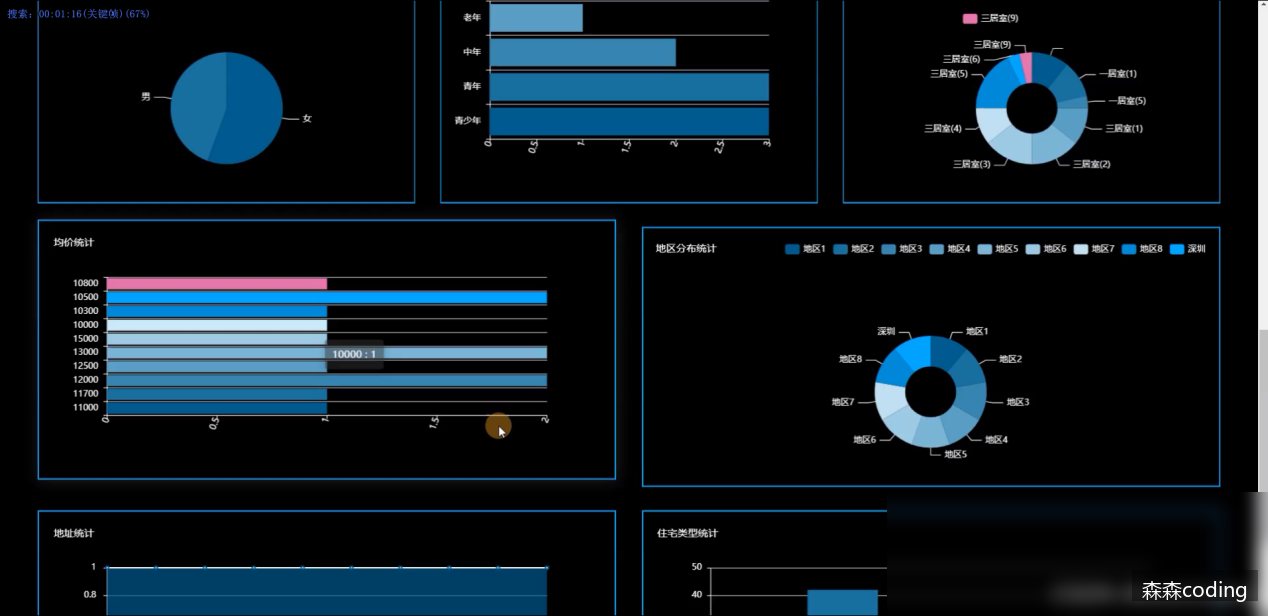 搜索: 00:01:16(关键帧)(67%)
男
女
老年
中年
青年
青少年
0
0.5
1
1.5
2
2.5
3
三居室(9)
三居室(9)
三居室(6)
三居室(5)
三居室(4)
三居室(3)
一居室(1)
一居室(5)
三居室(1)
三居室(2)
均价统计
10800
10500
10300
10000
15000
13000
12500
12000
11700
11000
10000 : 1
0
0.5
1
1.5
2
地区分布统计
地区1 地区2 地区3 地区4 地区5 地区6 地区7 地区8 深圳
深圳
地区1
地区8
地区2
地区7
地区3
地区6
地区4
地区5
地址统计
1
0.8
住宅类型统计
50
40
森森coding